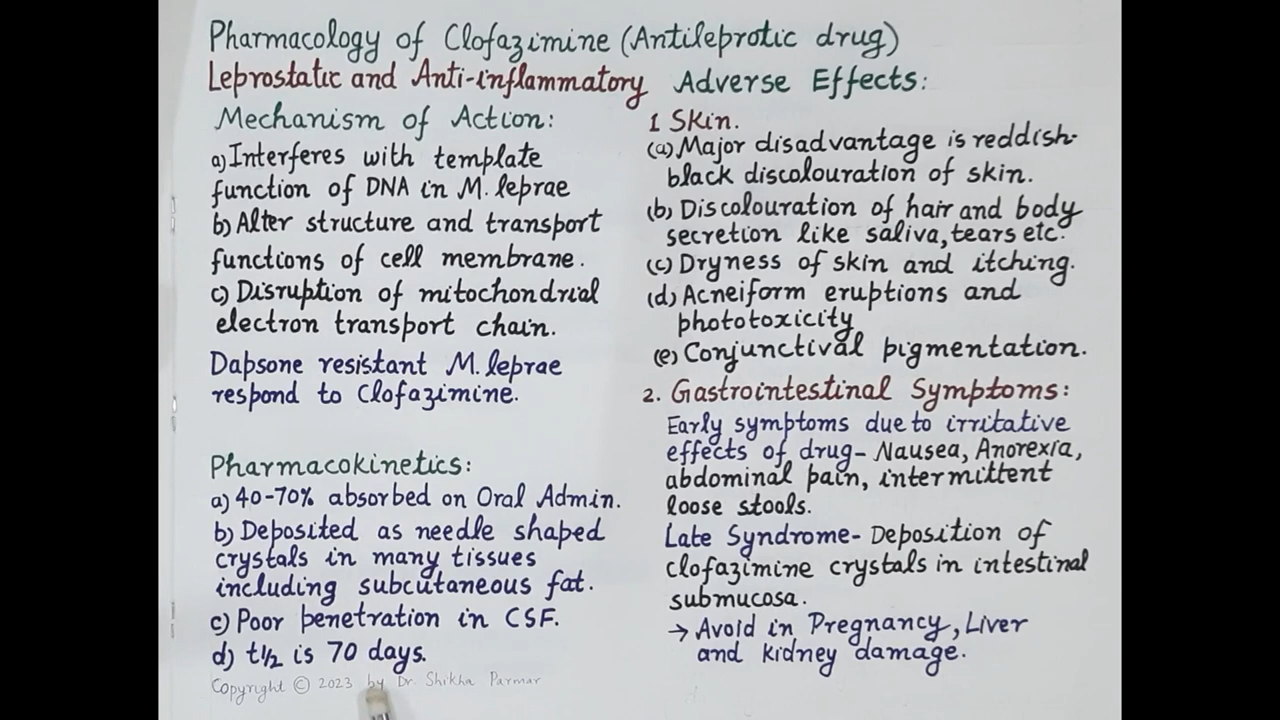 Pharmacology of Clofazimine (Antileprotic drug)
Leprostatic and Anti-inflammatory
Mechanism of Action:
a) Interferes with template
function of DNA in M. leprae
b) Alter structure and transport
functions of cell membrane.
c) Disruption of mitochondrial
electron transport chain.
Dapsone resistant M. leprae
respond to Clofazimine.
Pharmacokinetics:
a) 40-70% absorbed on Oral Admin.
b) Deposited as needle shaped
crystals in many tissues
including subcutaneous fat.
c) Poor penetration in CSF.
d) t1/2 is 70 days.
Copyright © 2023 by Dr Shikha Parmar
Adverse Effects:
1 Skin.
(a) Major disadvantage is reddish-
black discolouration of skin.
(b) Discolouration of hair and body
secretion like saliva, tears etc.
(c) Dryness of skin and itching.
(d) Acneiform eruptions and
phototoxicity
(e) Conjunctival pigmentation.
2. Gastrointestinal Symptoms:
Early symptoms due to irritative
effects of drug- Nausea, Anorexia,
abdominal pain, intermittent
loose stools.
Late Syndrome- Deposition of
clofazimine crystals in intestinal
submucosa.
→ Avoid in Pregnancy, Liver
and kidney damage.